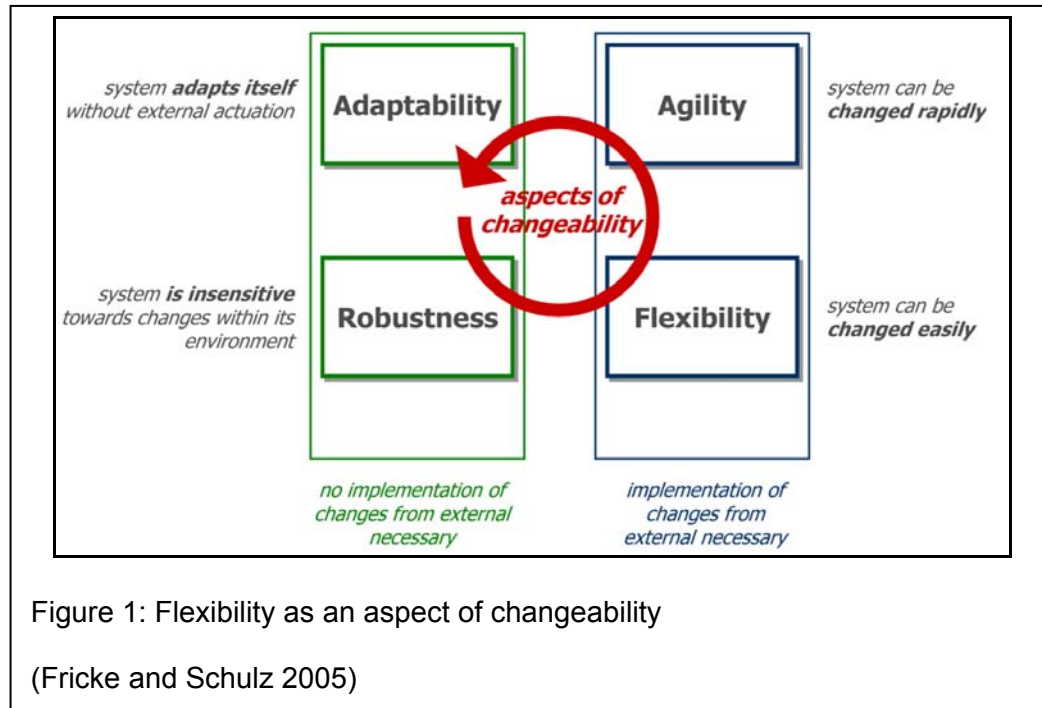 system adapts itself
without external actuation
Adaptability
Agility
system can be
changed rapidly
aspects of
changeability
system is insensitive
towards changes within its
environment
Robustness
Flexibility
system can be
changed easily
no implementation of
changes from external
necessary
implementation of
changes from
external necessary
Figure 1: Flexibility as an aspect of changeability
(Fricke and Schulz 2005)